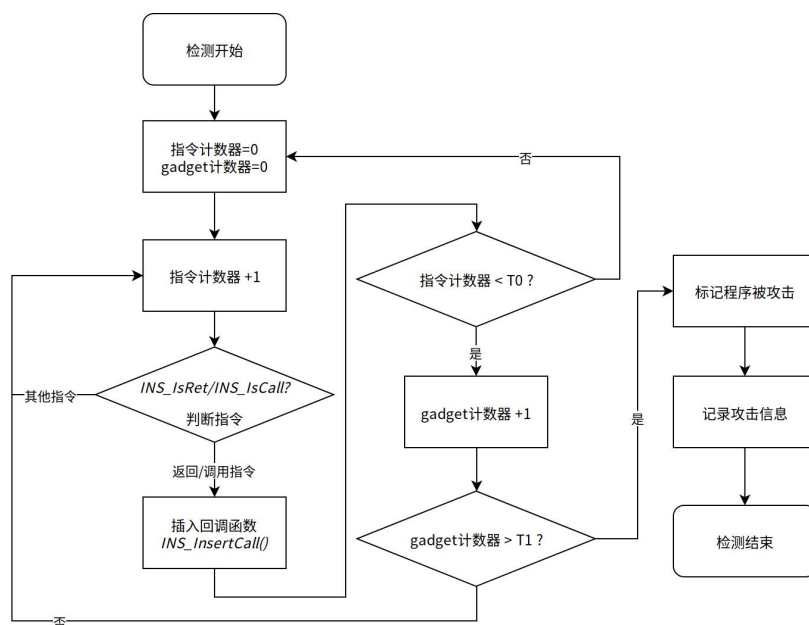 检测开始
指令计数器=0
gadget计数器=0
否
指令计数器 +1
指令计数器 < T0 ?
标记程序被攻击
是
INS_IsRet/INS_IsCall?
判断指令
其他指令
gadget计数器 +1
是
记录攻击信息
返回/调用指令
插入回调函数
INS_InsertCall()
gadget计数器 > T1 ?
检测结束
否